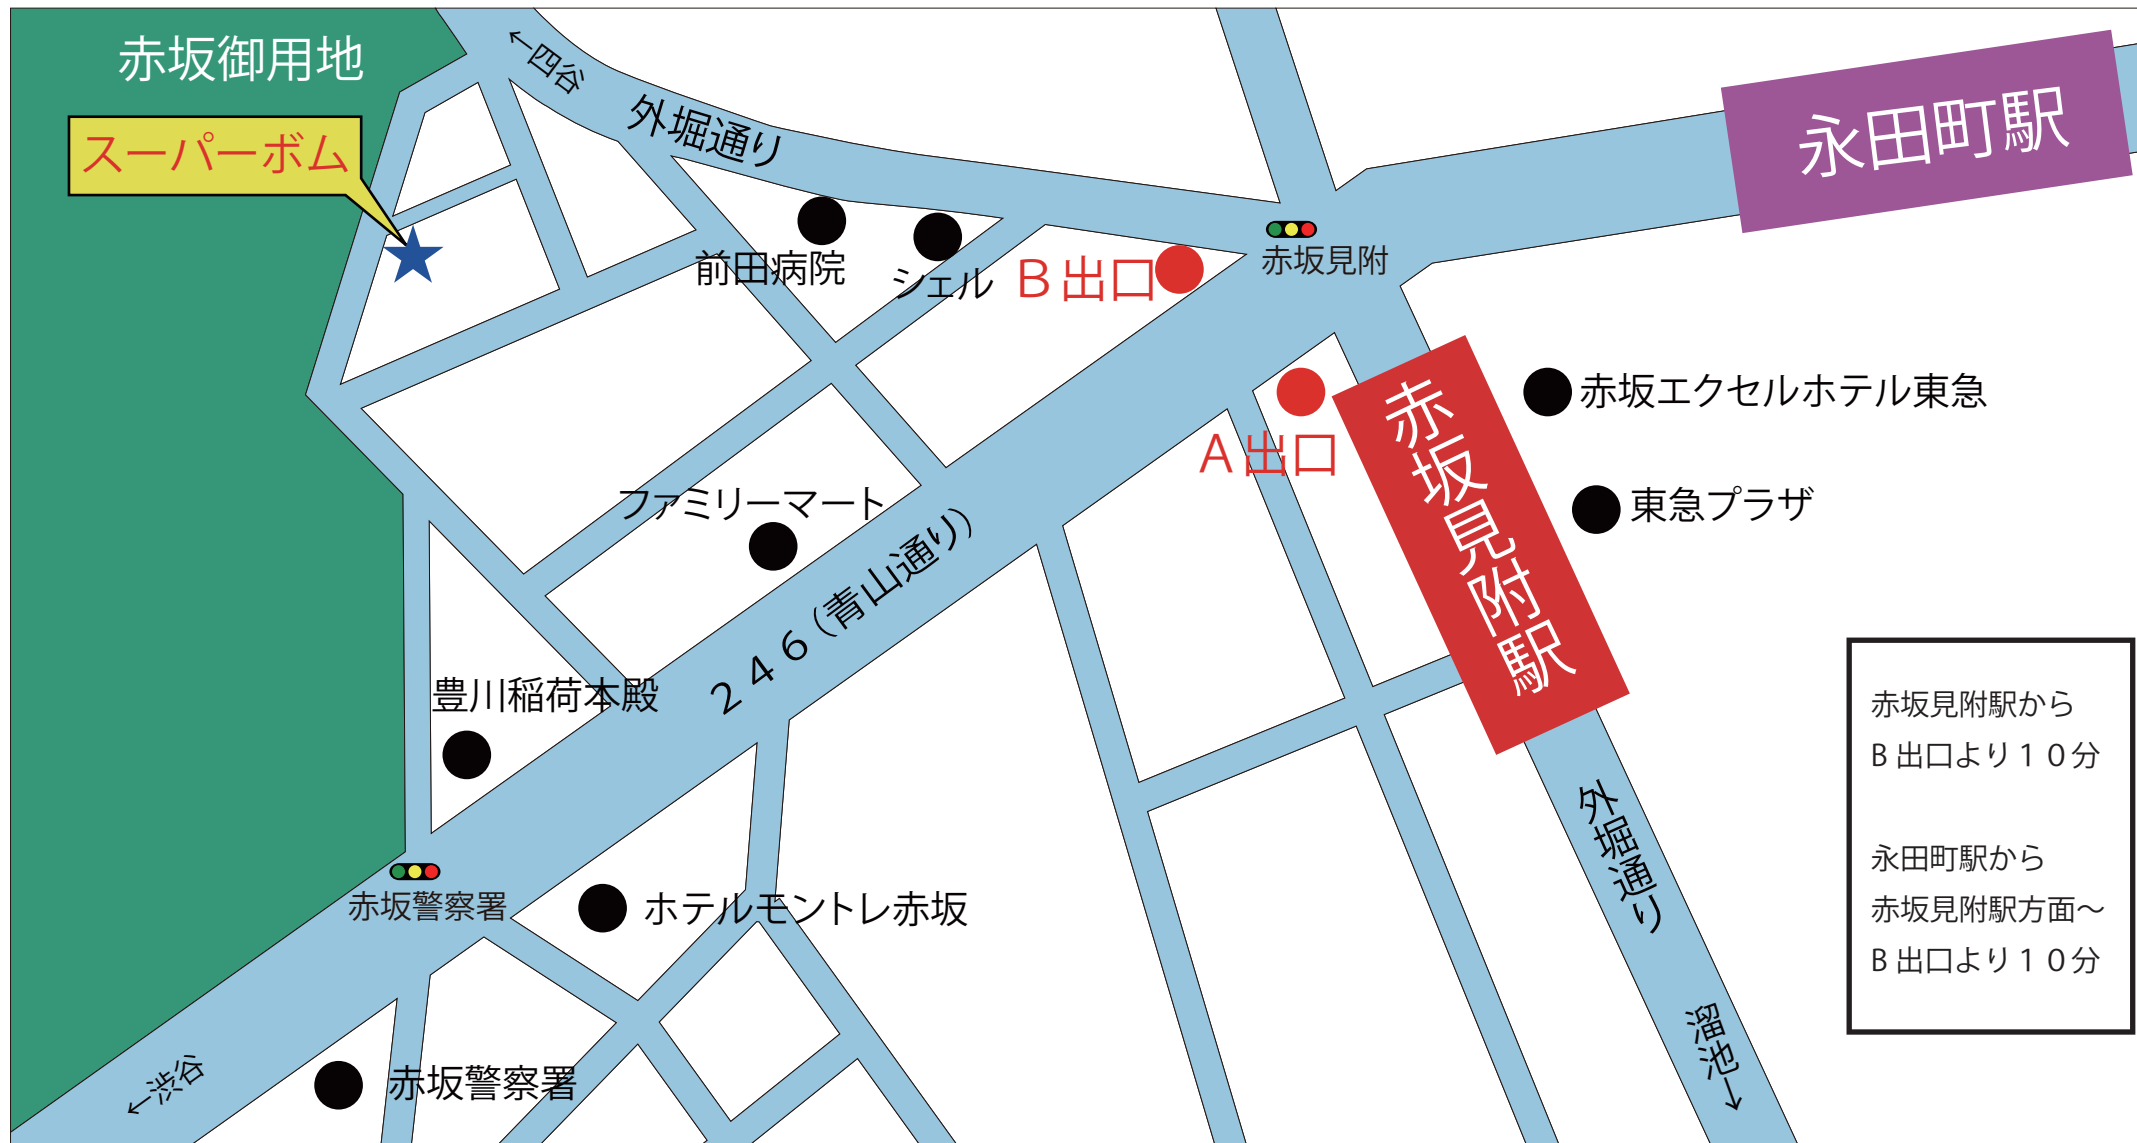 赤坂御用地
スーパーボム
←四谷
外堀通り
永田町駅
前田病院
シェル
B 出口
赤坂見附
A 出口
赤坂見附駅
赤坂エクセルホテル東急
東急プラザ
ファミリーマート
２４６（青山通り）
豊川稲荷本殿
赤坂警察署
ホテルモントレ赤坂
外堀通り
溜池→
←渋谷
赤坂警察署
赤坂見附駅から
B 出口より１０分
永田町駅から
赤坂見附駅方面～
B 出口より１０分